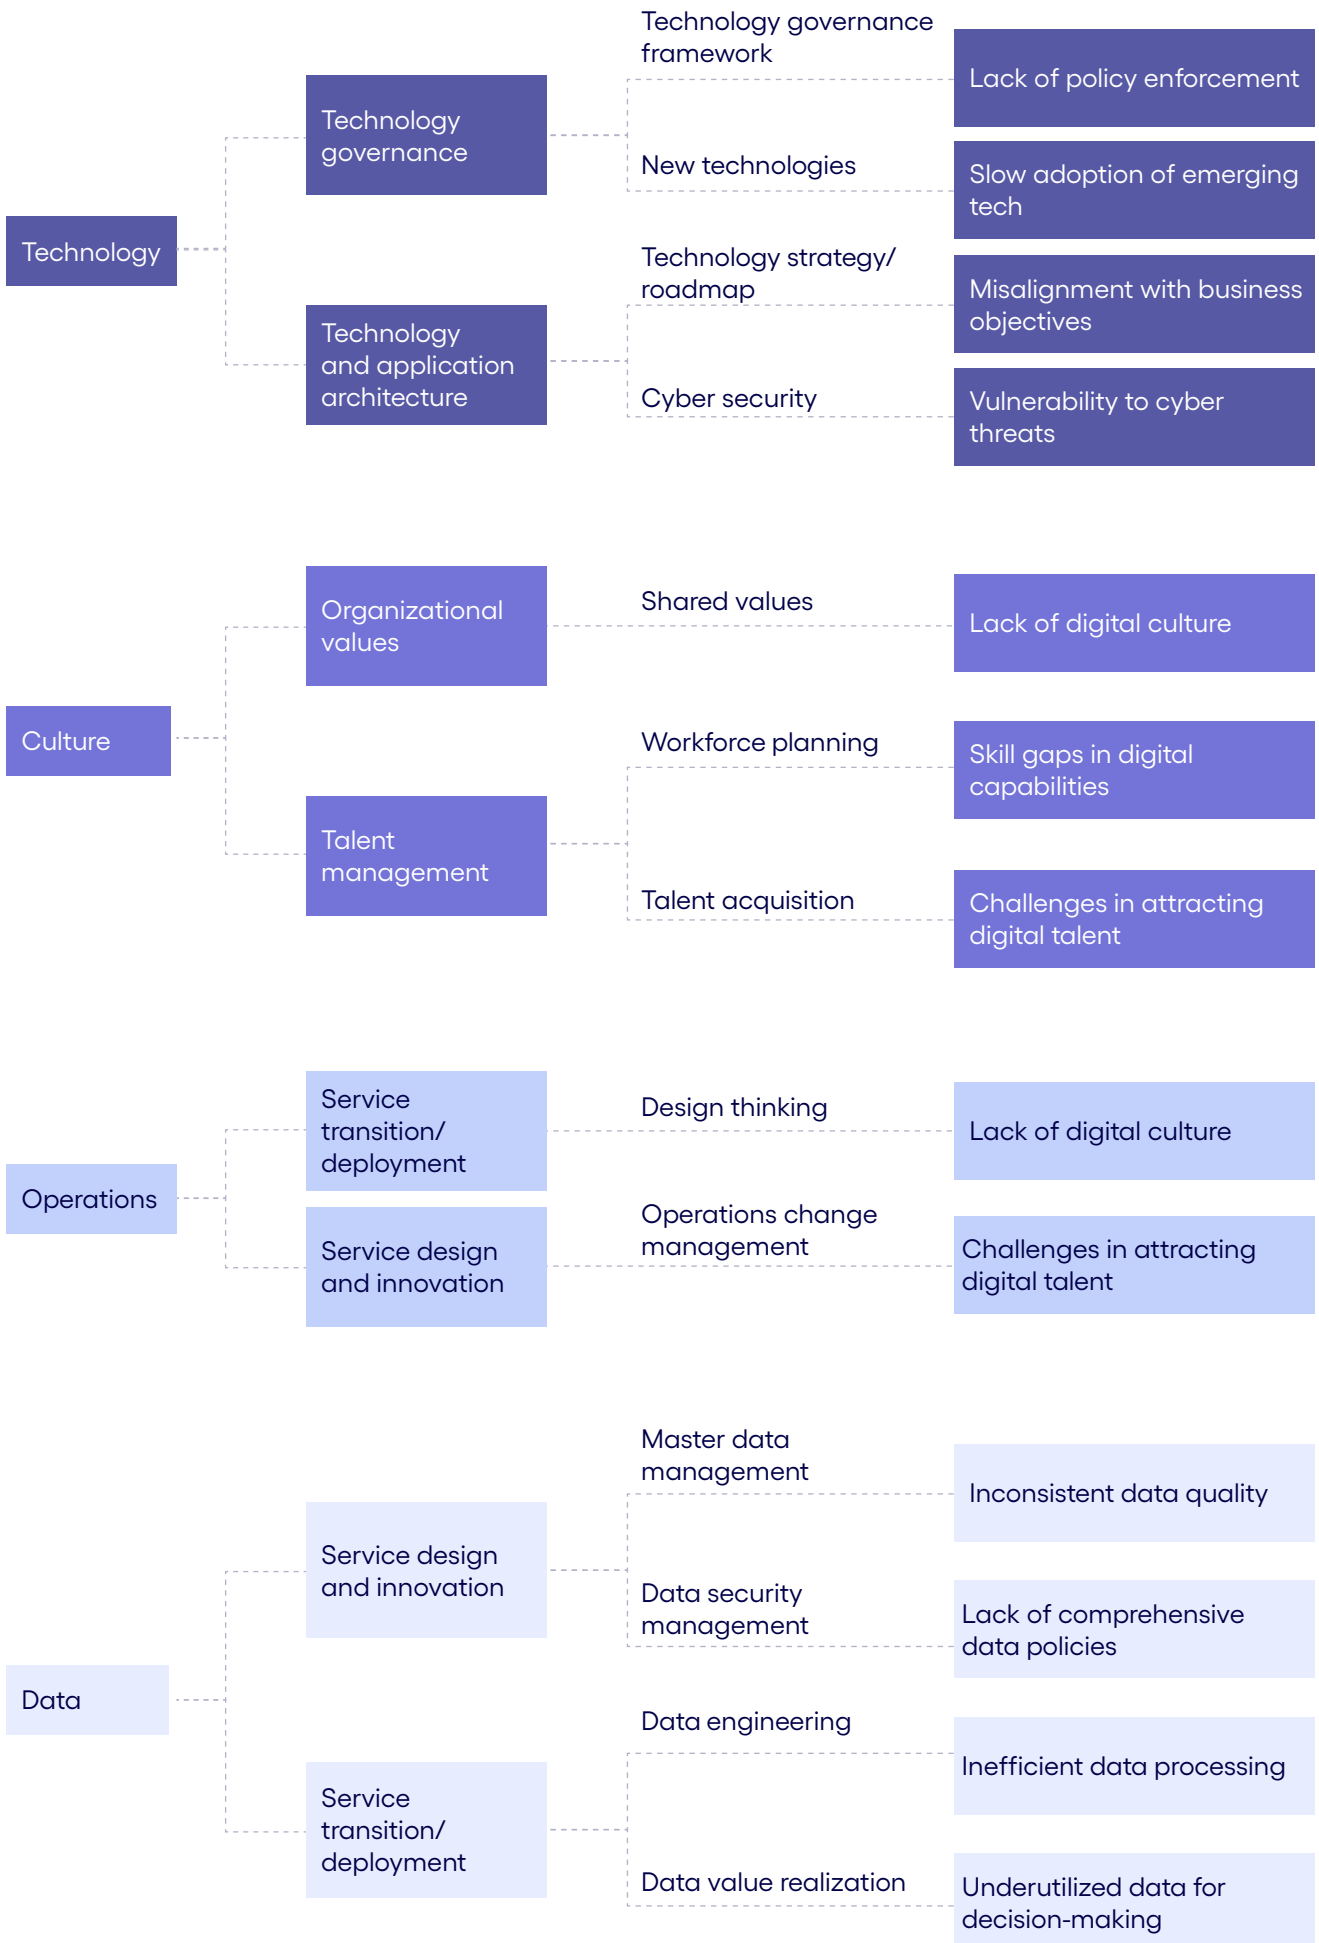 Technology
Technology
governance
Technology governance
framework
Lack of policy enforcement
New technologies
Slow adoption of emerging
tech
Technology
and application
architecture
Technology strategy/
roadmap
Misalignment with business
objectives
Cyber security
Vulnerability to cyber
threats
Culture
Organizational
values
Shared values
Lack of digital culture
Talent
management
Workforce planning
Skill gaps in digital
capabilities
Talent acquisition
Challenges in attracting
digital talent
Operations
Service
transition/
deployment
Design thinking
Lack of digital culture
Service design
and innovation
Operations change
management
Challenges in attracting
digital talent
Data
Service design
and innovation
Master data
management
Inconsistent data quality
Data security
management
Lack of comprehensive
data policies
Service
transition/
deployment
Data engineering
Inefficient data processing
Data value realization
Underutilized data for
decision-making